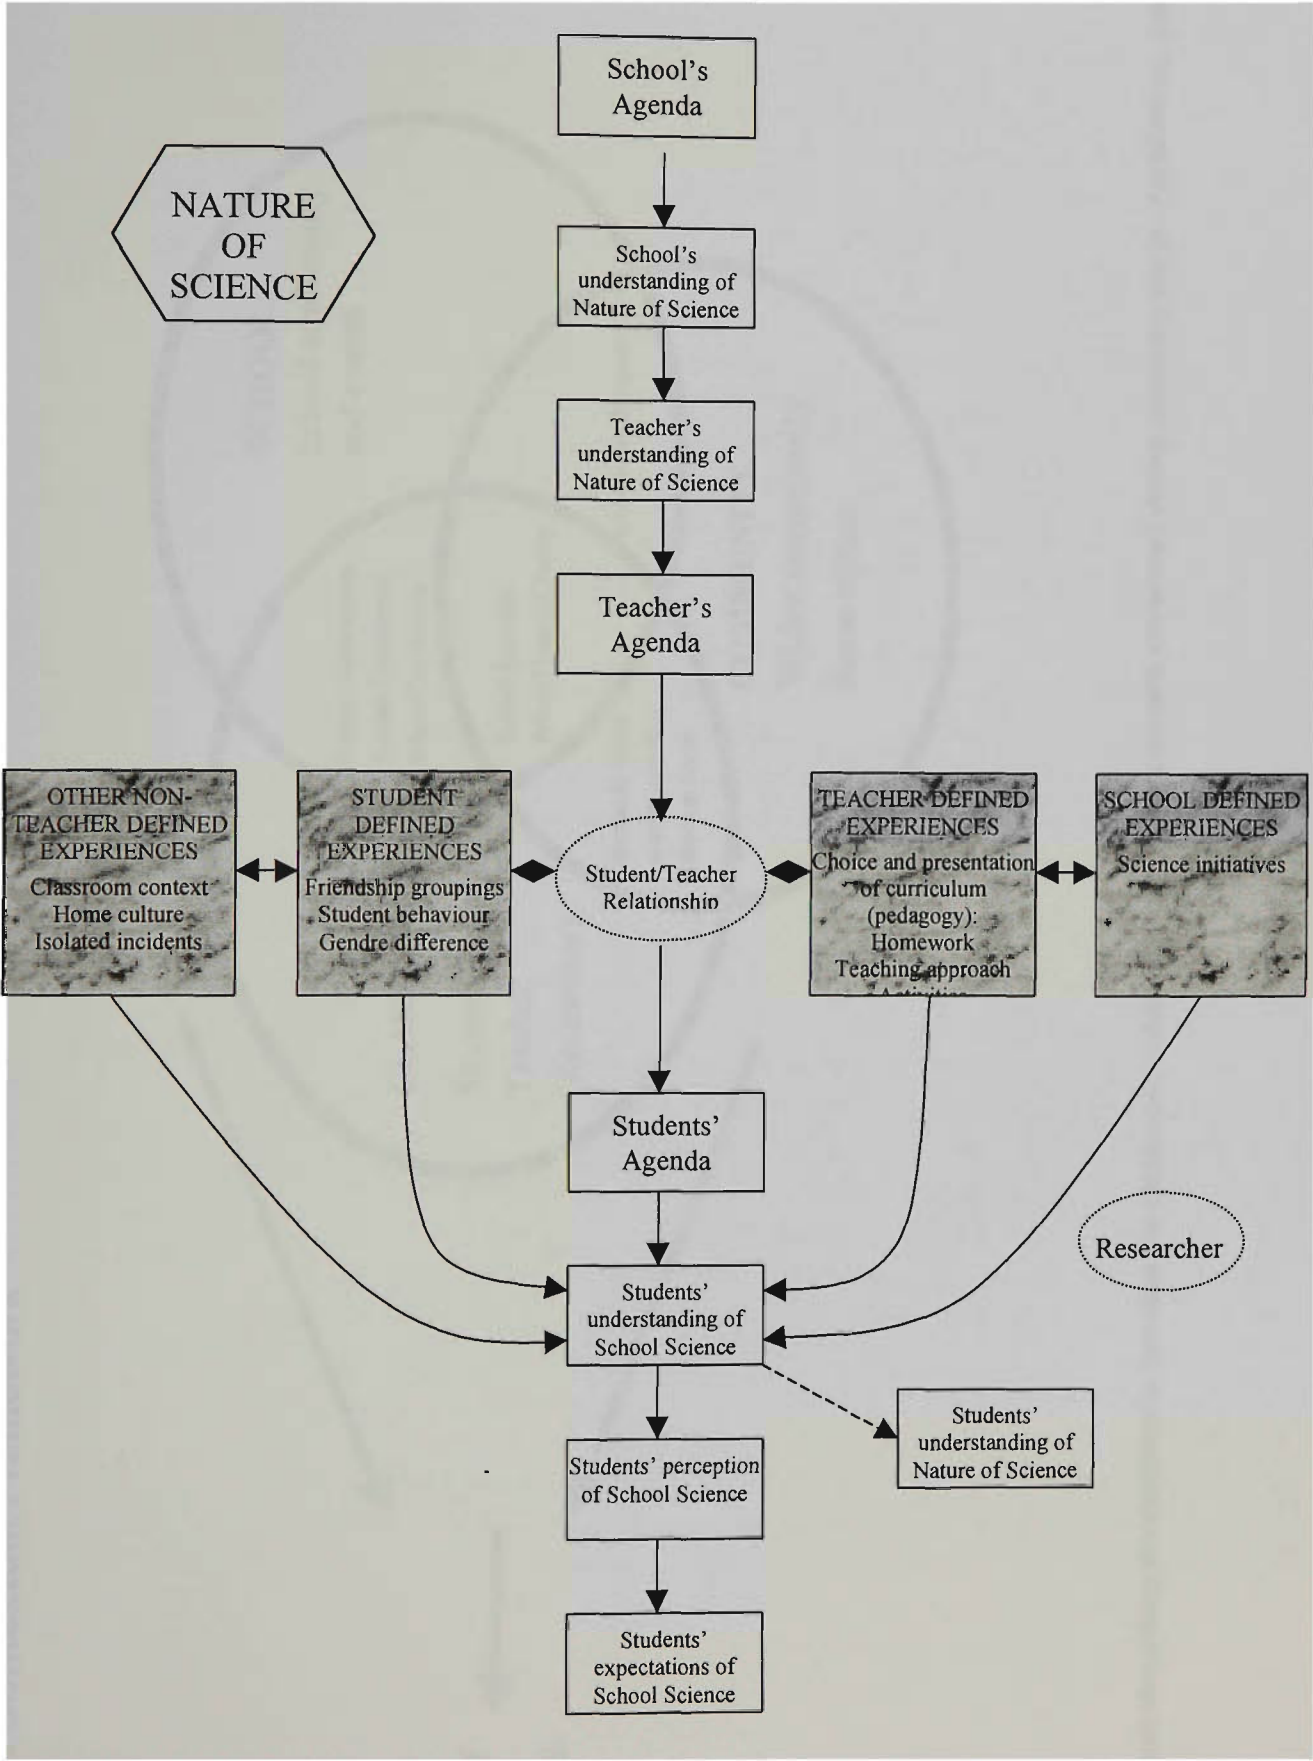 School's
Agenda
NATURE
OF
SCIENCE
School's
understanding of
Nature of Science
Teacher's
understanding of
Nature of Science
Teacher's
Agenda
OTHER NON-
TEACHER DEFINED
EXPERIENCES
Classroom context
Home culture
Isolated incidents
STUDENT
DEFINED
EXPERIENCES
Friendship groupings
Student behaviour
Gendre difference
Student/Teacher
Relationship
TEACHER DEFINED
EXPERIENCES
Choice and presentation
of curriculum
(pedagogy):
Homework
Teaching approach
Activities
SCHOOL DEFINED
EXPERIENCES
Science initiatives
Students'
Agenda
Researcher
Students'
understanding of
School Science
Students'
understanding of
Nature of Science
Students' perception
of School Science
Students'
expectations of
School Science